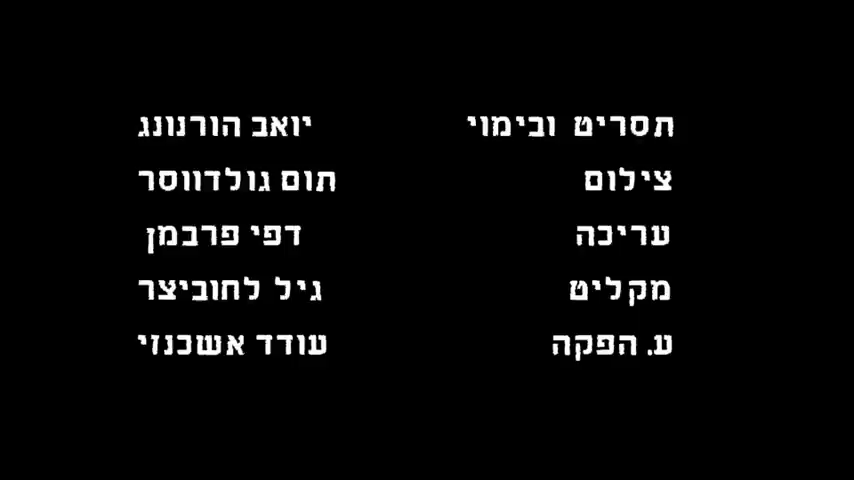 תסריט ובימוי יואב הורנונג
צילום תום גולדווסר
עריכה דפי פרבמן
מקליט גיל לחוביצר
ע. הפקה עודד אשכנזי